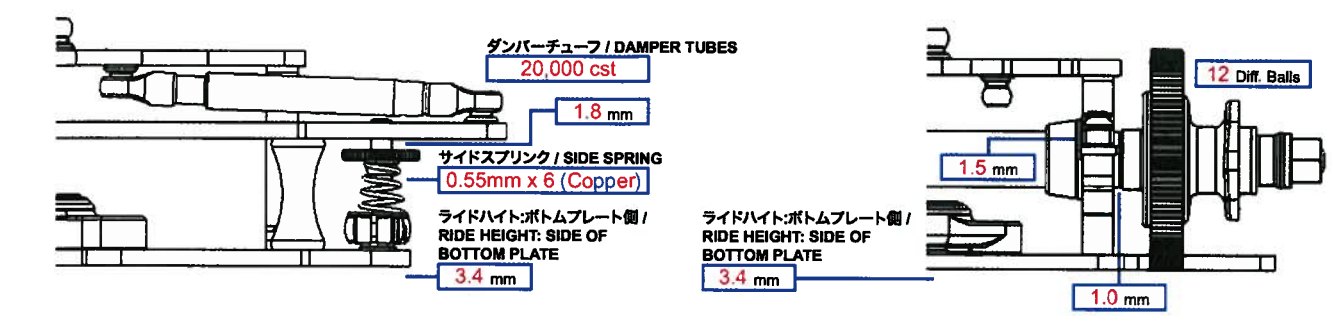 ダンパーチューブ / DAMPER TUBES
20,000 cst
1.8 mm
サイドスプリング / SIDE SPRING
0.55mm x 6 (Copper)
ライドハイト:ボトムプレート側 /
RIDE HEIGHT: SIDE OF
BOTTOM PLATE
3.4 mm
12 Diff. Balls
1.5 mm
ライドハイト:ボトムプレート側 /
RIDE HEIGHT: SIDE OF
BOTTOM PLATE
3.4 mm
1.0 mm